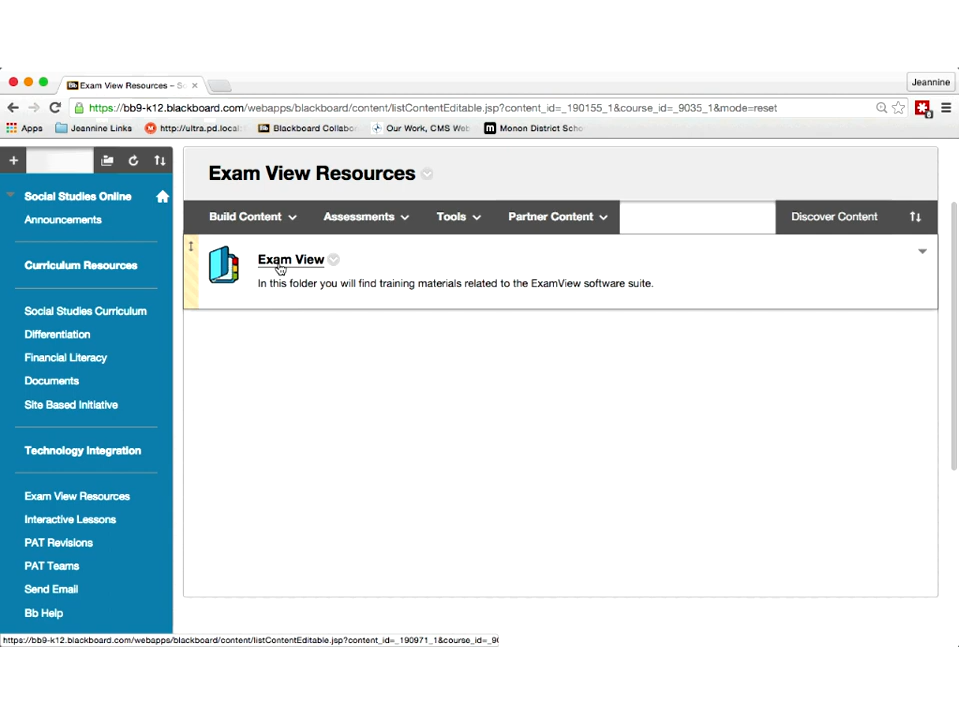 Exam View Resources – Sc
Jeannine
https://bb9-k12.blackboard.com/webapps/blackboard/content/listContentEditable.jsp?content_id=_190155_1&course_id=_9035_1&mode=reset
Apps Jeannine Links http://ultra.pd.local: Blackboard Collabo Our Work, CMS Web Monon District Scho
Social Studies Online
Announcements
Curriculum Resources
Social Studies Curriculum
Differentiation
Financial Literacy
Documents
Site Based Initiative
Technology Integration
Exam View Resources
Interactive Lessons
PAT Revisions
PAT Teams
Send Email
Bb Help
Exam View Resources
Build Content Assessments Tools Partner Content Discover Content
Exam View
In this folder you will find training materials related to the ExamView software suite.
https://bb9-k12.blackboard.com/webapps/blackboard/content/listContentEditable.jsp?content_id=_190971_1&course_id=_90